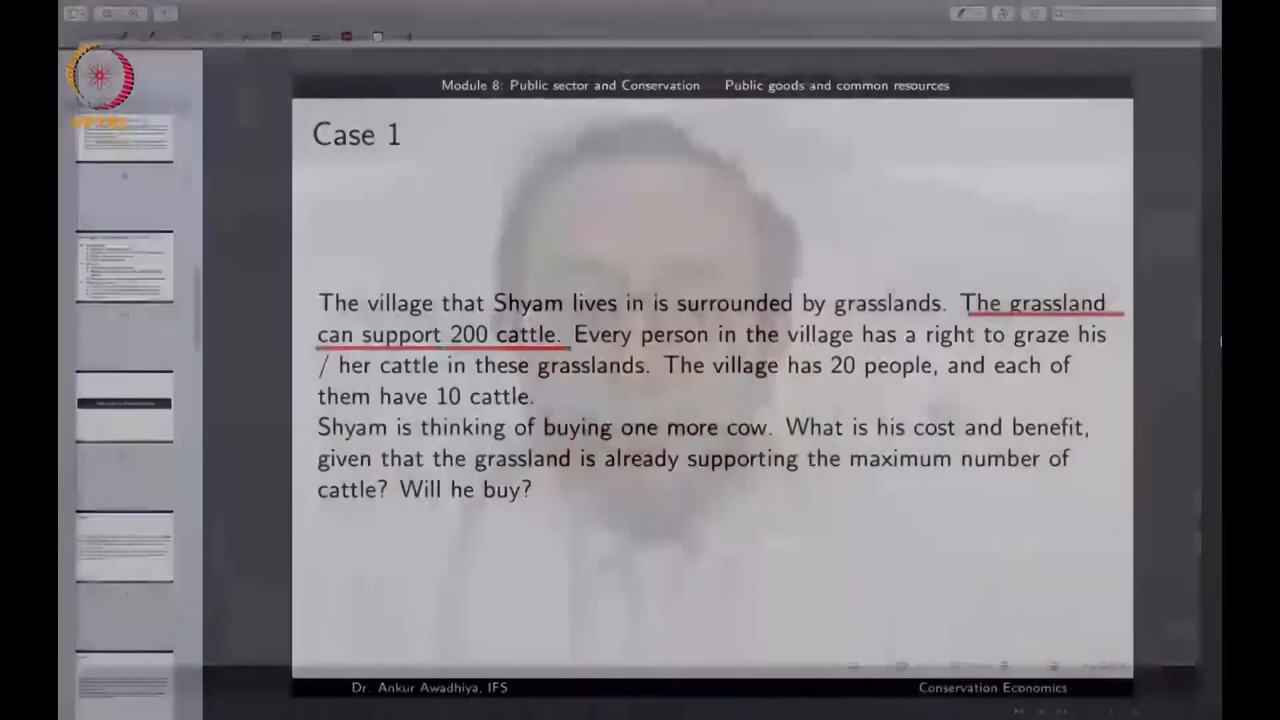 Module 8: Public sector and Conservation Public goods and common resources
Case 1
The village that Shyam lives in is surrounded by grasslands. The grassland
can support 200 cattle. Every person in the village has a right to graze his
/ her cattle in these grasslands. The village has 20 people, and each of
them have 10 cattle.
Shyam is thinking of buying one more cow. What is his cost and benefit,
given that the grassland is already supporting the maximum number of
cattle? Will he buy?
Dr. Ankur Awadhiya, IFS Conservation Economics